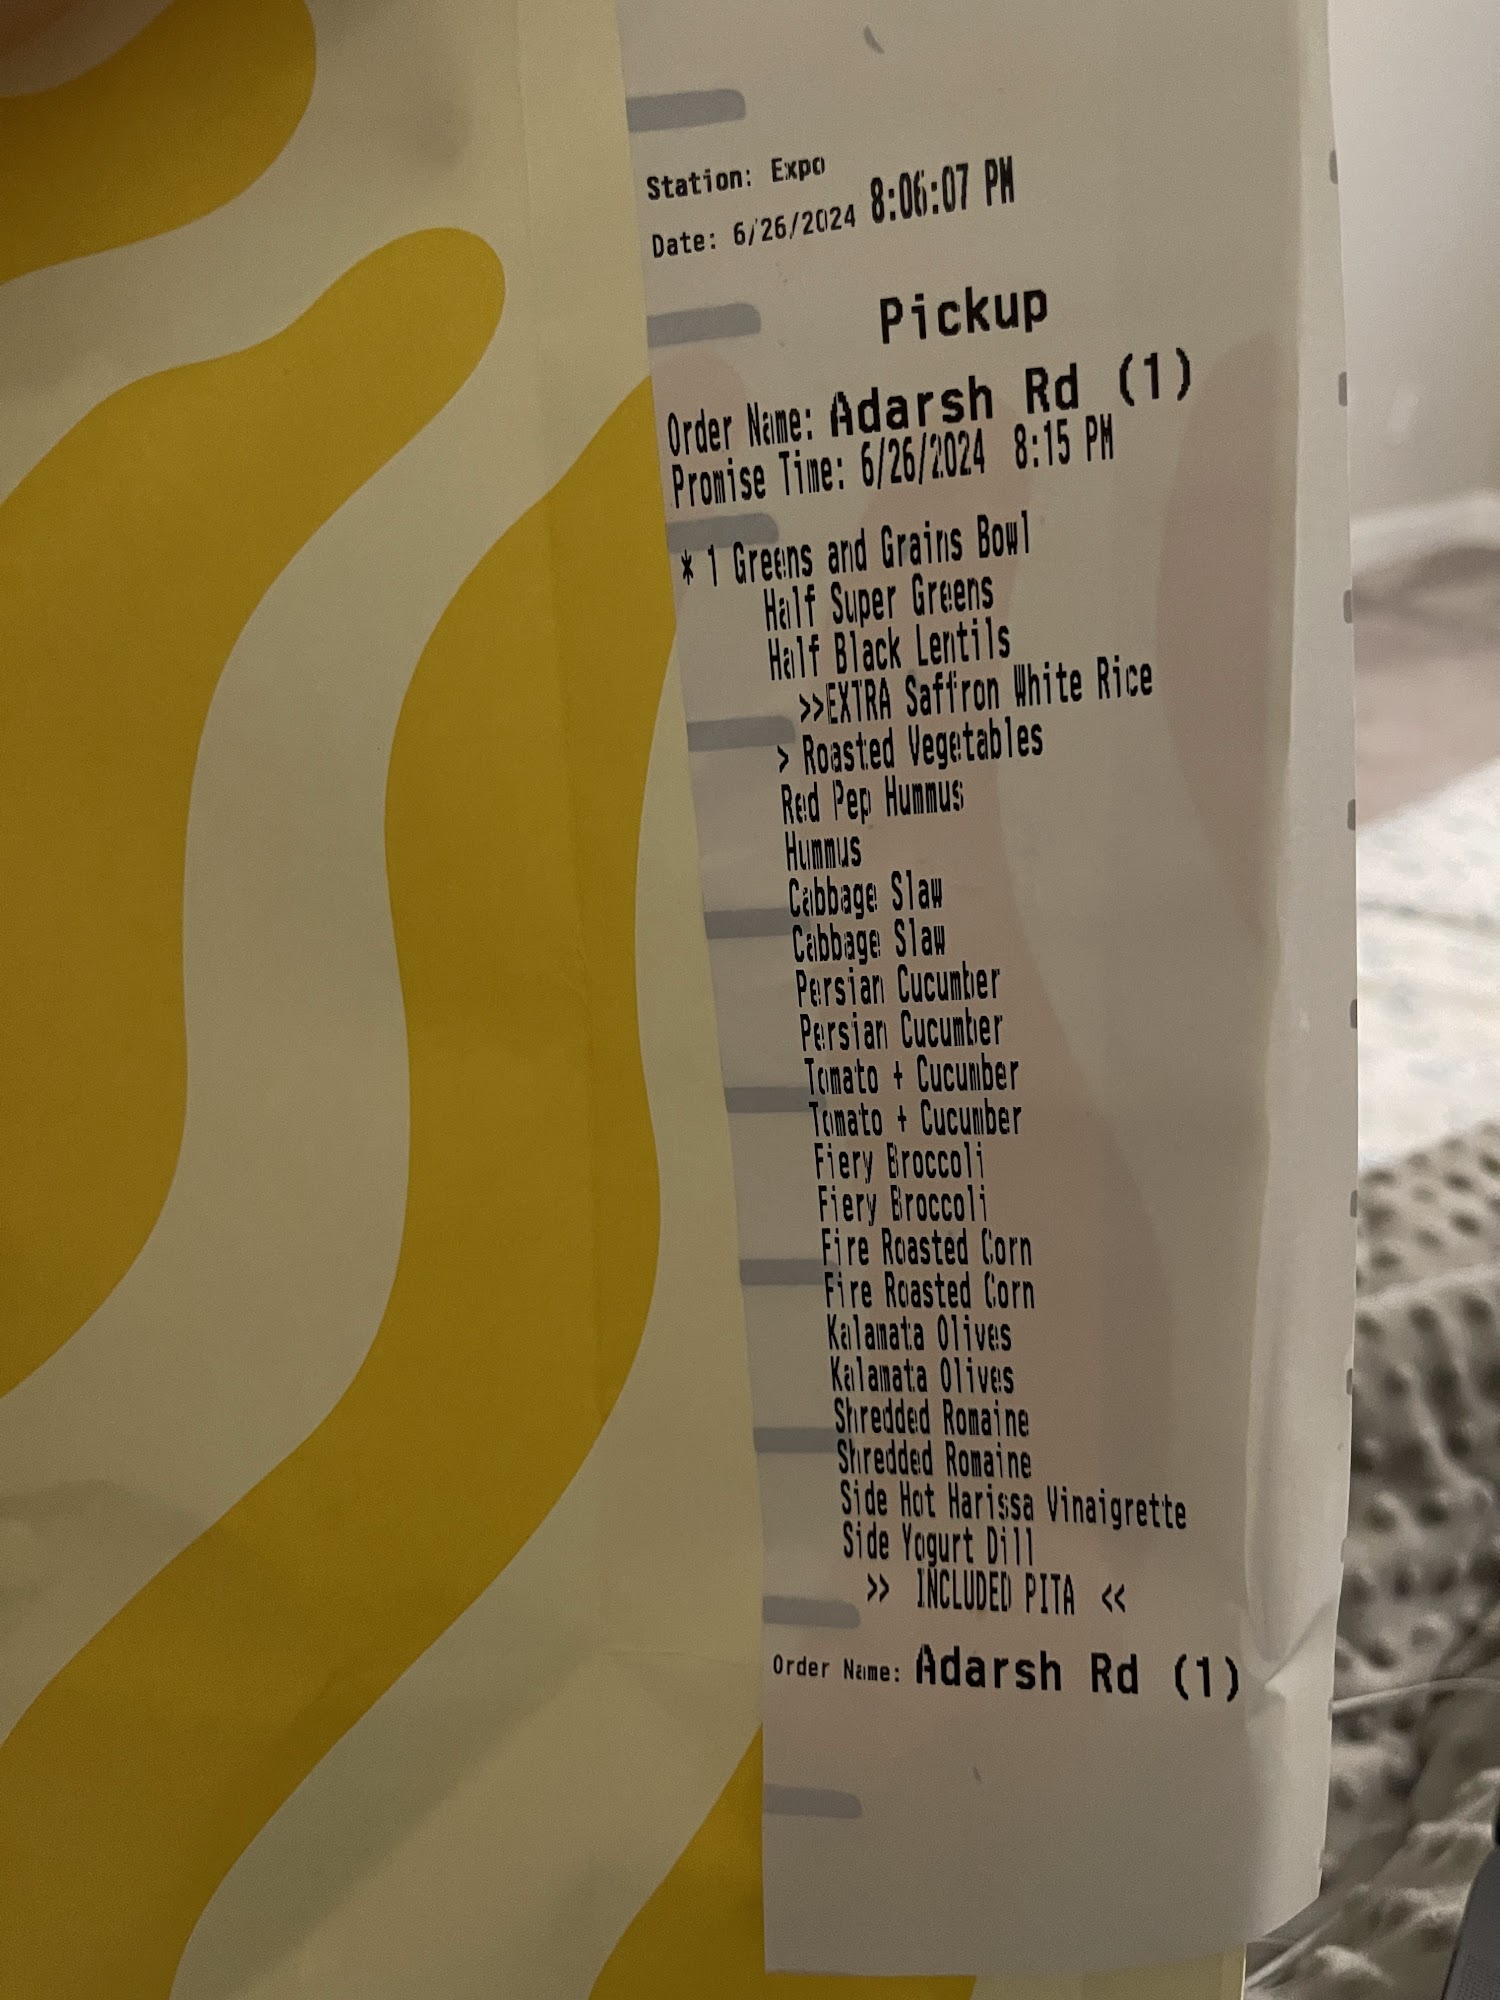 Station: Expo
Date: 6/26/2024 8:06:07 PM
Pickup
Order Name: Adarsh Rd (1)
Promise Time: 6/26/2024 8:15 PM
* 1 Greens and Grains Bowl
Half Super Greens
Half Black Lentils
>>EXTRA Saffron White Rice
> Roasted Vegetables
Red Pep Hummus
Hummus
Cabbage Slaw
Cabbage Slaw
Persian Cucumber
Persian Cucumber
Tomato + Cucumber
Tomato + Cucumber
Fiery Broccoli
Fiery Broccoli
Fire Roasted Corn
Fire Roasted Corn
Kalamata Olives
Kalamata Olives
Shredded Romaine
Shredded Romaine
Side Hot Harissa Vinaigrette
Side Yogurt Dill
>> INCLUDED PITA <<
Order Name: Adarsh Rd (1)